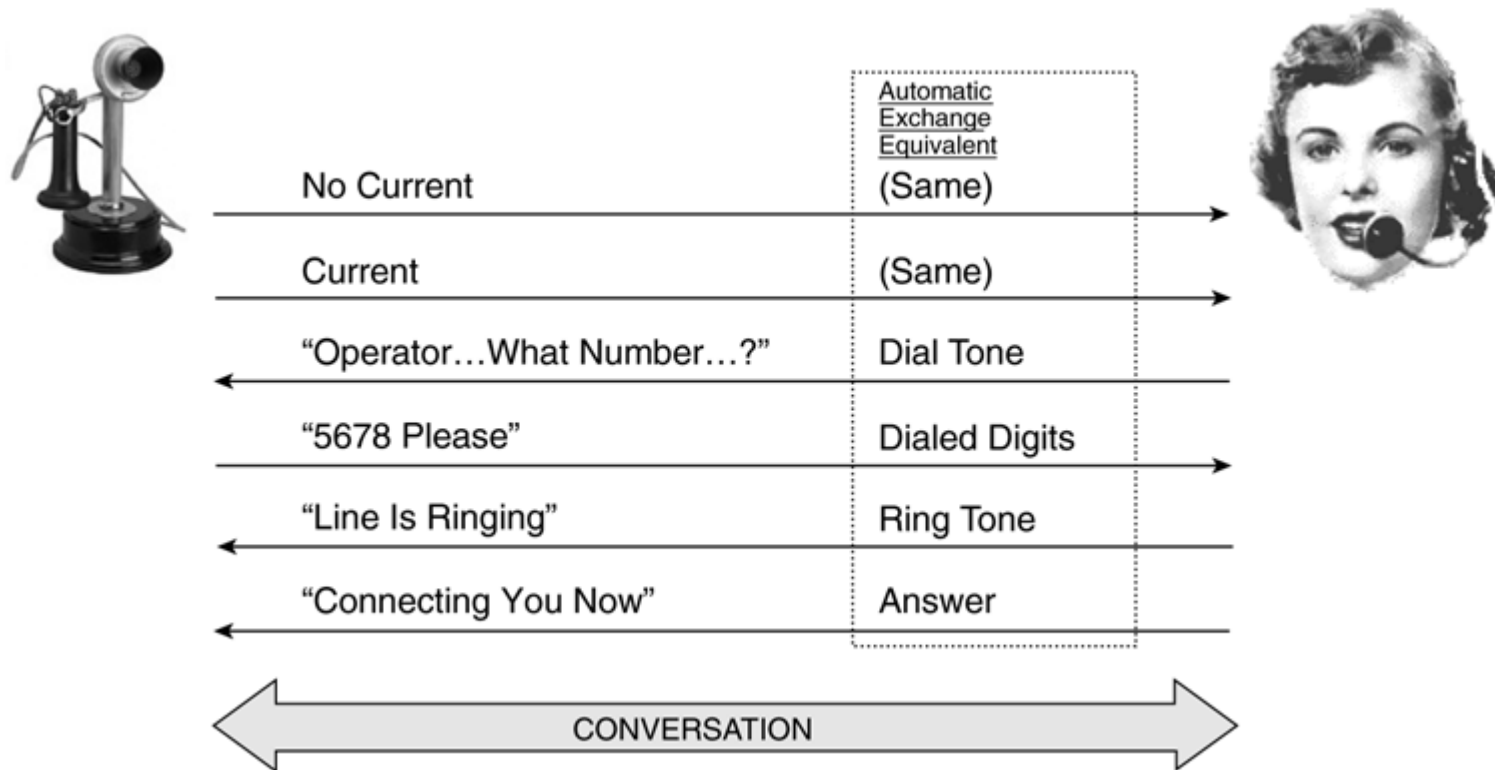 Automatic
Exchange
Equivalent
No Current (Same)
Current (Same)
“Operator…What Number…?” Dial Tone
“5678 Please” Dialed Digits
“Line Is Ringing” Ring Tone
“Connecting You Now” Answer
CONVERSATION